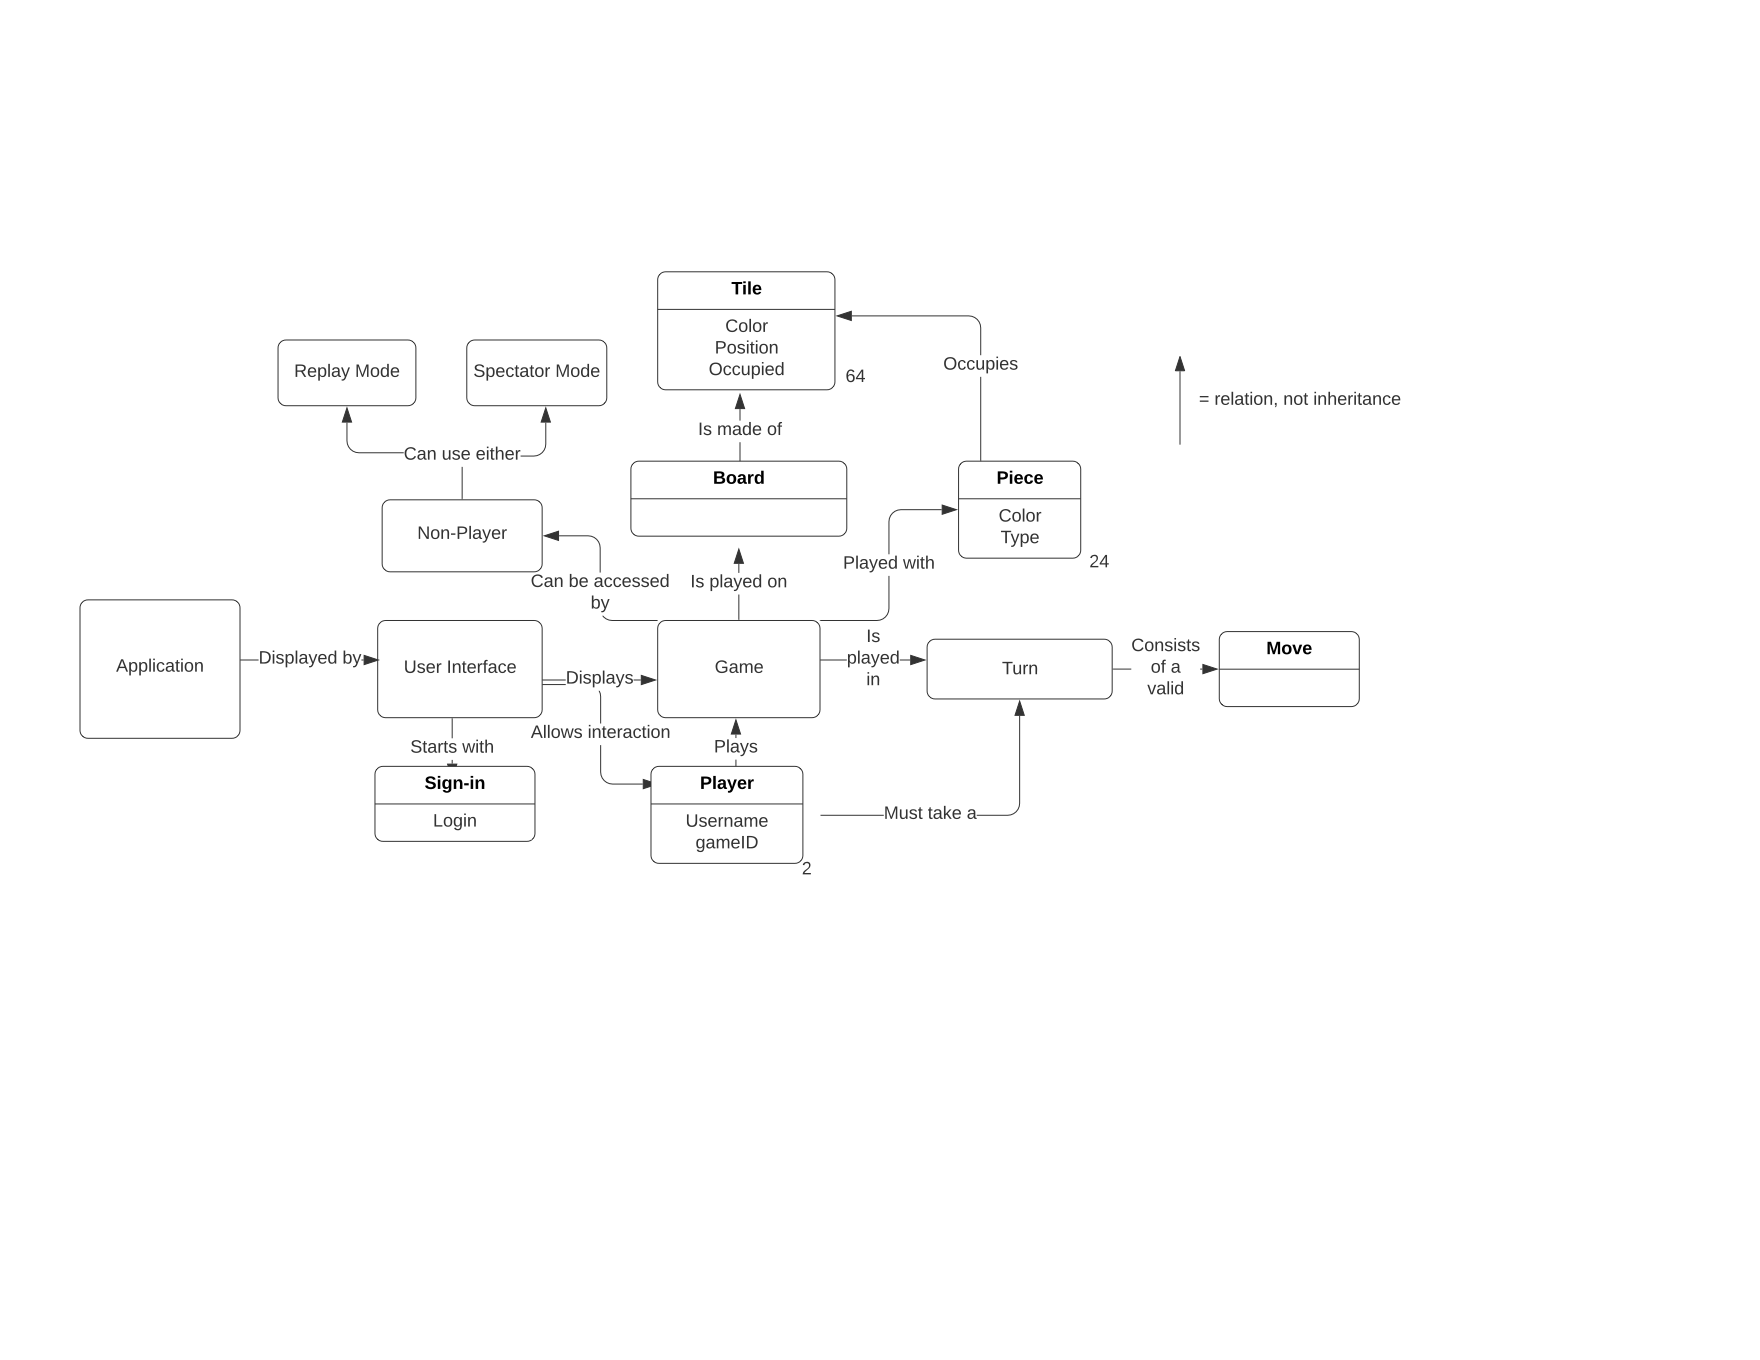 Tile
Color
Position
Occupied
64
Replay Mode
Spectator Mode
Occupies
= relation, not inheritance
Is made of
Can use either
Board
Piece
Color
Type
24
Non-Player
Played with
Can be accessed
by
Is played on
Application
Displayed by
User Interface
Displays
Game
Is
played
in
Turn
Consists
of a
valid
Move
Allows interaction
Starts with
Plays
Sign-in
Login
Player
Username
gameID
2
Must take a